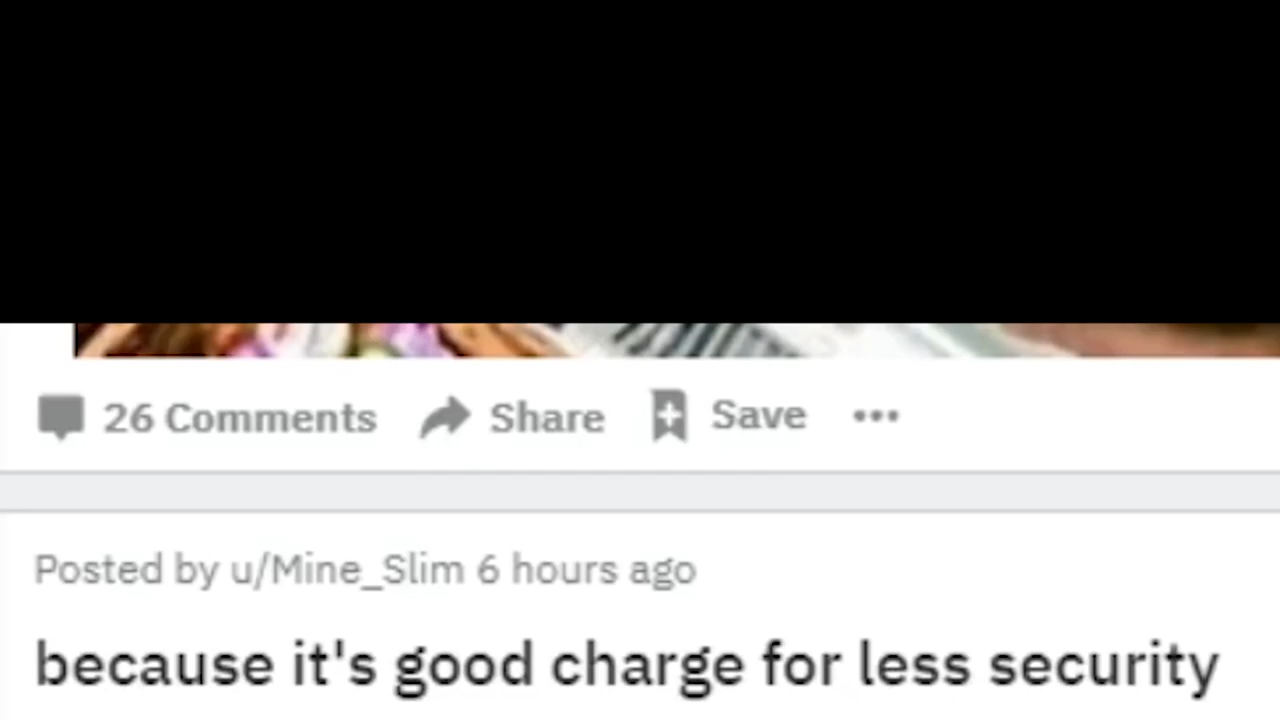 26 Comments Share Save
Posted by u/Mine_Slim 6 hours ago
because it's good charge for less security